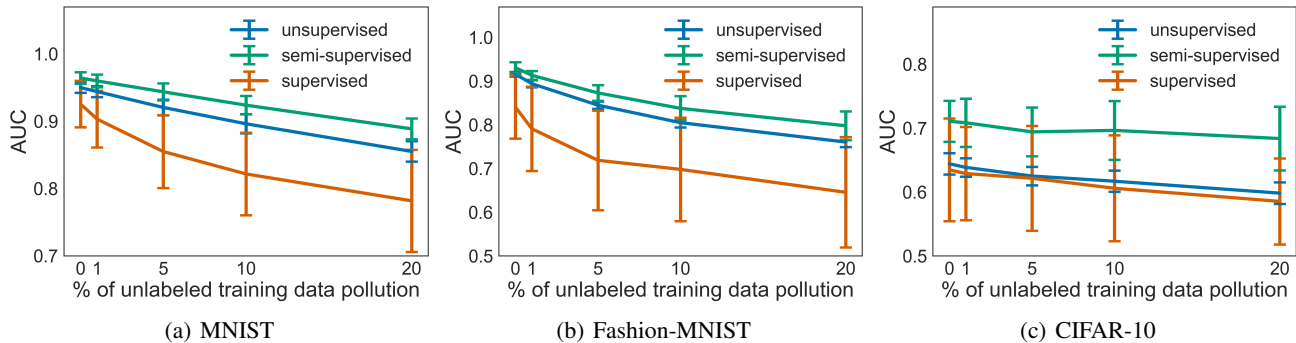 unsupervised
semi-supervised
supervised
1.0
0.9
0.8
0.7
AUC
0 1 5 10 20
% of unlabeled training data pollution
(a) MNIST
unsupervised
semi-supervised
supervised
1.0
0.9
0.8
0.7
0.6
0.5
AUC
0 1 5 10 20
% of unlabeled training data pollution
(b) Fashion-MNIST
unsupervised
semi-supervised
supervised
0.8
0.7
0.6
0.5
AUC
0 1 5 10 20
% of unlabeled training data pollution
(c) CIFAR-10